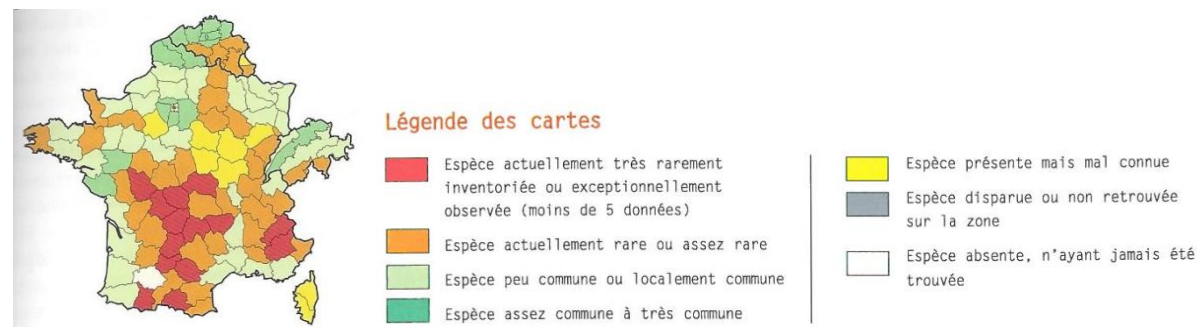 Légende des cartes
Espèce actuellement très rarement
inventoriée ou exceptionnellement
observée (moins de 5 données)
Espèce actuellement rare ou assez rare
Espèce peu commune ou localement commune
Espèce assez commune à très commune
Espèce présente mais mal connue
Espèce disparue ou non retrouvée
sur la zone
Espèce absente, n'ayant jamais été
trouvée